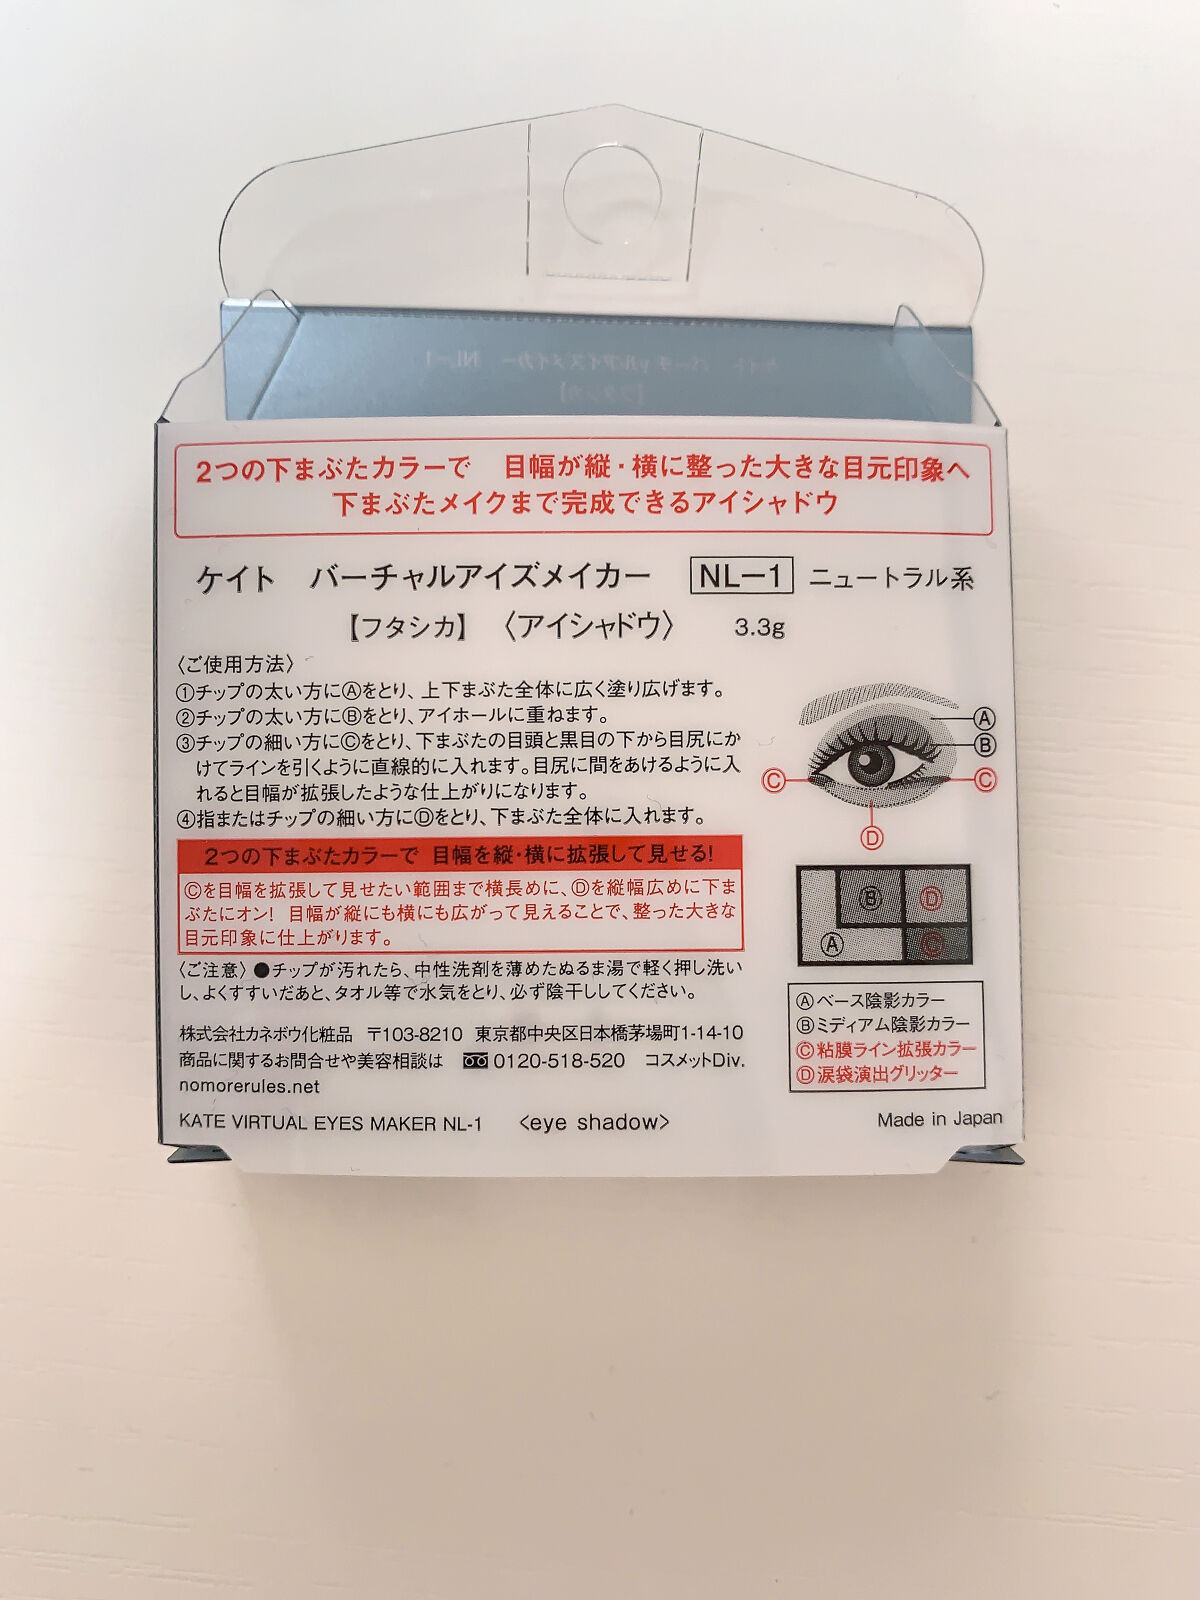 ケイト バーチャルアイズメイカー NL−1
【フタシカ】
2つの下まぶたカラーで 目幅が縦・横に整った大きな目元印象へ
下まぶたメイクまで完成できるアイシャドウ
ケイト バーチャルアイズメイカー NL−1 ニュートラル系
【フタシカ】 〈アイシャドウ〉 3.3g
〈ご使用方法〉
①チップの太い方にⒶをとり、上下まぶた全体に広く塗り広げます。
②チップの太い方にⒷをとり、アイホールに重ねます。
③チップの細い方にⒸをとり、下まぶたの目頭と黒目の下から目尻にか
けてラインを引くように直線的に入れます。目尻に間をあけるように入
れると目幅が拡張したような仕上がりになります。
④指またはチップの細い方にⒹをとり、下まぶた全体に入れます。
Ⓐ
Ⓑ
Ⓒ Ⓒ
Ⓓ
2つの下まぶたカラーで 目幅を縦・横に拡張して見せる!
Ⓒを目幅を拡張して見せたい範囲まで横長めに、Ⓓを縦幅広めに下ま
ぶたにオン! 目幅が縦にも横にも広がって見えることで、整った大きな
目元印象に仕上がります。
Ⓑ Ⓓ
Ⓐ Ⓒ
〈ご注意〉●チップが汚れたら、中性洗剤を薄めたぬるま湯で軽く押し洗い
し、よくすすいだあと、タオル等で水気をとり、必ず陰干ししてください。
Ⓐベース陰影カラー
Ⓑミディアム陰影カラー
Ⓒ粘膜ライン拡張カラー
Ⓓ涙袋演出グリッター
株式会社カネボウ化粧品 〒103-8210 東京都中央区日本橋茅場町1-14-10
商品に関するお問合せや美容相談は 0120-518-520 コスメットDiv.
nomorerules.net
KATE VIRTUAL EYES MAKER NL-1 <eye shadow> Made in Japan